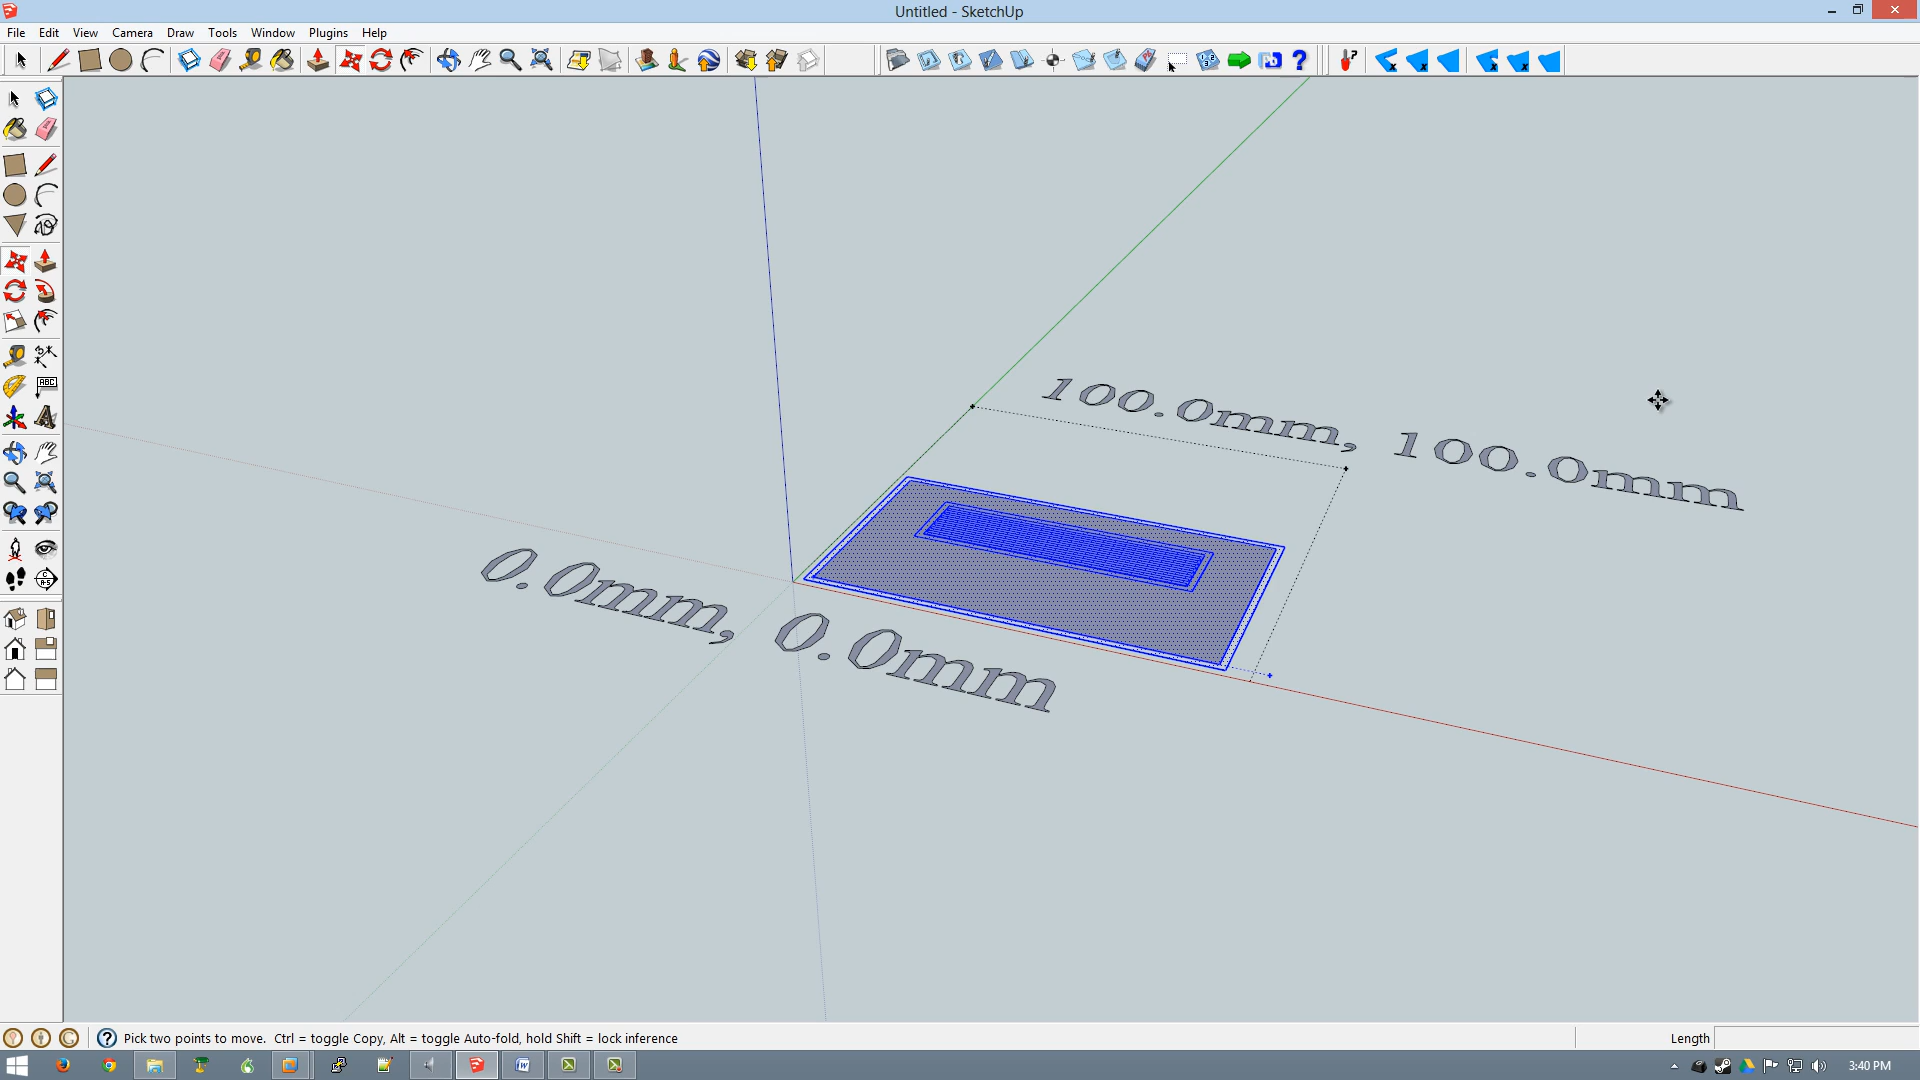 Untitled - SketchUp
File Edit View Camera Draw Tools Window Plugins Help
ABC
100.0mm, 100.0mm
0.0mm, 0.0mm
Pick two points to move. Ctrl = toggle Copy, Alt = toggle Auto-fold, hold Shift = lock inference
Length
3:40 PM